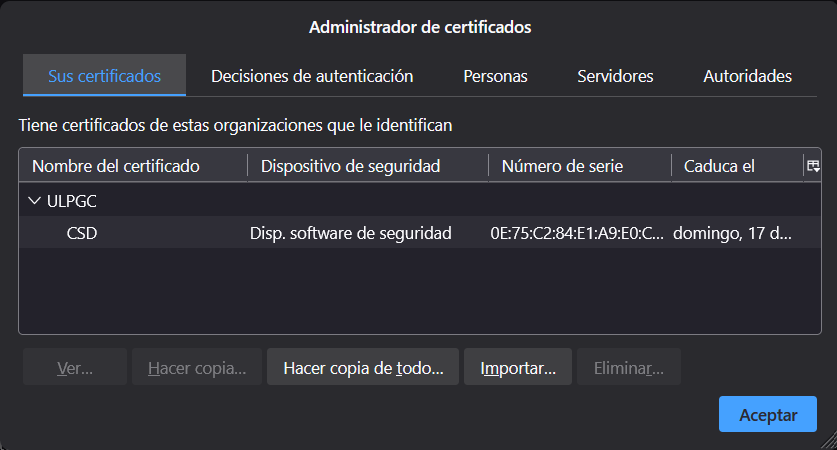 Administrador de certificados
Sus certificados Decisiones de autenticación Personas Servidores Autoridades
Tiene certificados de estas organizaciones que le identifican
Nombre del certificado Dispositivo de seguridad Número de serie Caduca el
ULPGC
CSD Disp. software de seguridad 0E:75:C2:84:E1:A9:E0:C... domingo, 17 d...
Ver... Hacer copia... Hacer copia de todo... Importar... Eliminar...
Aceptar